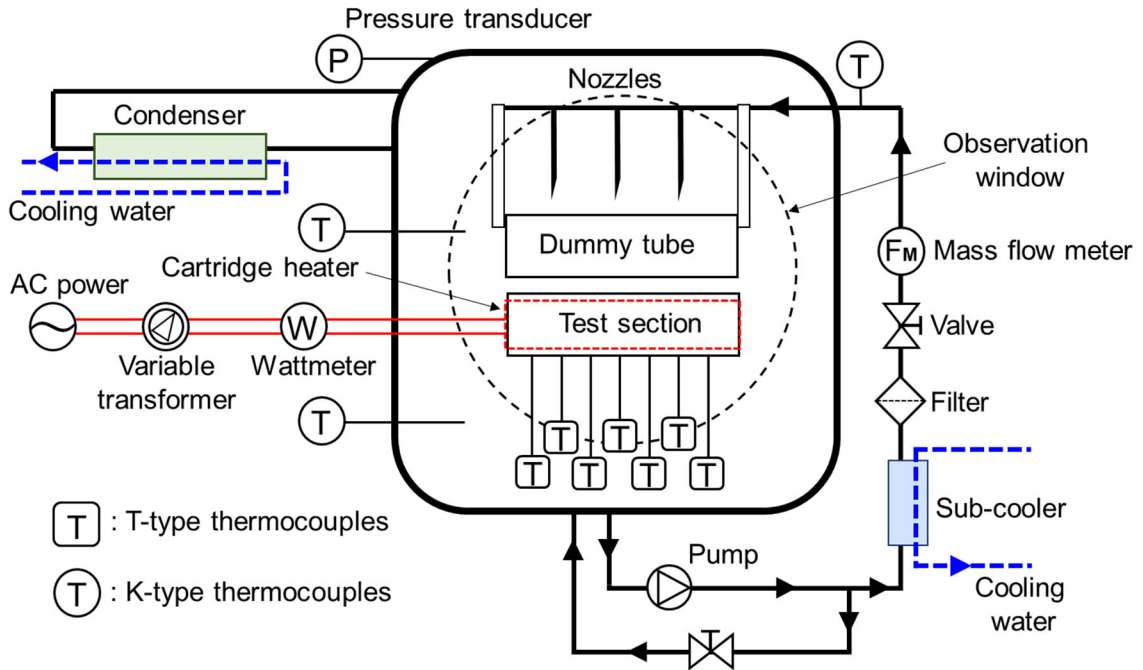 Pressure transducer
P
T
Nozzles
Condenser
Observation
window
Cooling water
T
Dummy tube
FM
Mass flow meter
Cartridge heater
AC power
Test section
W
Valve
Variable
transformer
Wattmeter
T
Filter
T
T
T
T
T
T
T
Sub-cooler
T
: T-type thermocouples
Pump
T
: K-type thermocouples
Cooling
water